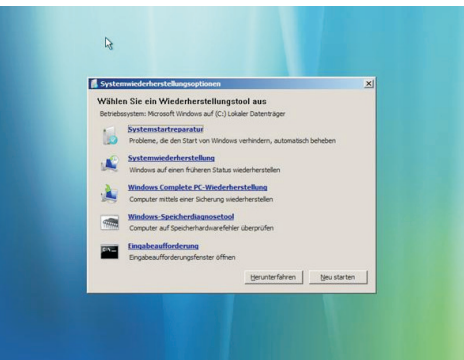 Systemwiederherstellungsoptionen
Wählen Sie ein Wiederherstellungstool aus
Betriebssystem: Microsoft Windows auf (C:) Lokaler Datenträger
Systemstartreparatur
Probleme, die den Start von Windows verhindern, automatisch beheben
Systemwiederherstellung
Windows auf einen früheren Status wiederherstellen
Windows Complete PC-Wiederherstellung
Computer mittels einer Sicherung wiederherstellen
Windows-Speicherdiagnosetool
Computer auf Speicherhardwarefehler überprüfen
Eingabeaufforderung
Eingabeaufforderungsfenster öffnen
Herunterfahren Neu starten